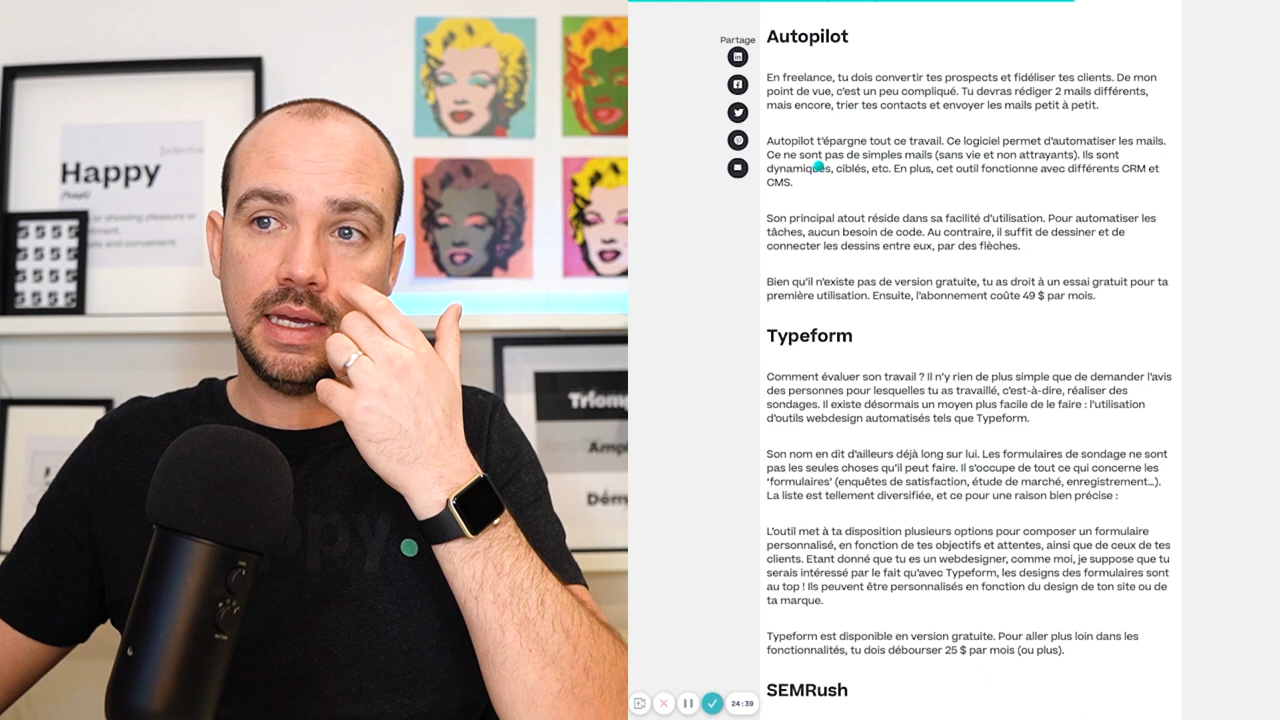 Happy
or showing pleasure or
and convenient.
555
555
555
555
ppy
Triom
Ampl
Dém
Partage
Autopilot
En freelance, tu dois convertir tes prospects et fidéliser tes clients. De mon
point de vue, c'est un peu compliqué. Tu devras rédiger 2 mails différents,
mais encore, trier tes contacts et envoyer les mails petit à petit.
Autopilot t'épargne tout ce travail. Ce logiciel permet d'automatiser les mails.
Ce ne sont pas de simples mails (sans vie et non attrayants). Ils sont
dynamiques, ciblés, etc. En plus, cet outil fonctionne avec différents CRM et
CMS.
Son principal atout réside dans sa facilité d'utilisation. Pour automatiser les
tâches, aucun besoin de code. Au contraire, il suffit de dessiner et de
connecter les dessins entre eux, par des flèches.
Bien qu'il n'existe pas de version gratuite, tu as droit à un essai gratuit pour ta
première utilisation. Ensuite, l'abonnement coûte 49 $ par mois.
Typeform
Comment évaluer son travail ? Il n'y rien de plus simple que de demander l'avis
des personnes pour lesquelles tu as travaillé, c'est-à-dire, réaliser des
sondages. Il existe désormais un moyen plus facile de le faire : l'utilisation
d'outils webdesign automatisés tels que Typeform.
Son nom en dit d'ailleurs déjà long sur lui. Les formulaires de sondage ne sont
pas les seules choses qu'il peut faire. Il s'occupe de tout ce qui concerne les
'formulaires' (enquêtes de satisfaction, étude de marché, enregistrement...).
La liste est tellement diversifiée, et ce pour une raison bien précise :
L'outil met à ta disposition plusieurs options pour composer un formulaire
personnalisé, en fonction de tes objectifs et attentes, ainsi que de ceux de tes
clients. Etant donné que tu es un webdesigner, comme moi, je suppose que tu
serais intéressé par le fait qu'avec Typeform, les designs des formulaires sont
au top ! Ils peuvent être personnalisés en fonction du design de ton site ou de
ta marque.
Typeform est disponible en version gratuite. Pour aller plus loin dans les
fonctionnalités, tu dois débourser 25 $ par mois (ou plus).
SEMRush
24:39